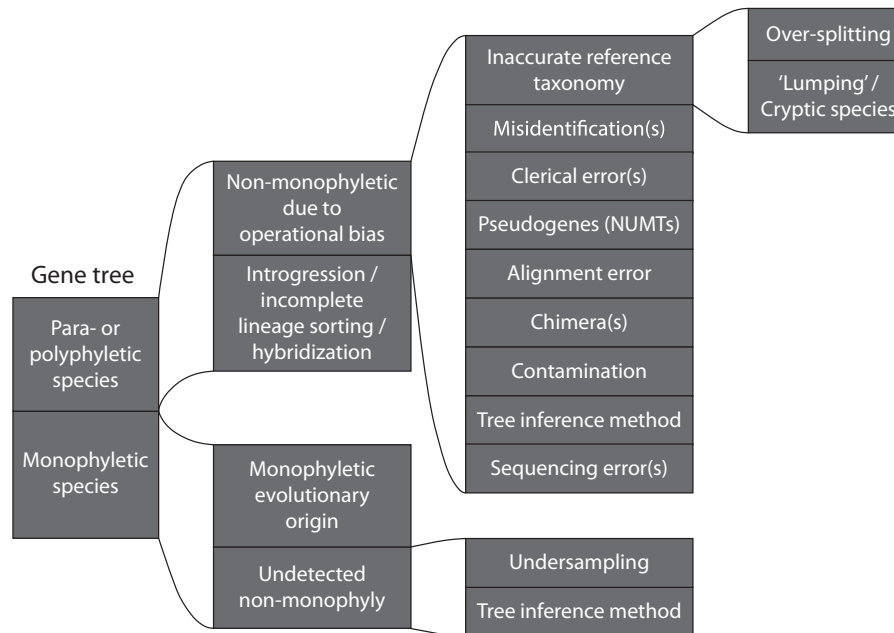 Gene tree
Para- or
polyphyletic
species
Monophyletic
species
Non-monophyletic
due to
operational bias
Introgression /
incomplete
lineage sorting /
hybridization
Monophyletic
evolutionary
origin
Undetected
non-monophyly
Inaccurate reference
taxonomy
Misidentification(s)
Clerical error(s)
Pseudogenes (NUMTs)
Alignment error
Chimera(s)
Contamination
Tree inference method
Sequencing error(s)
Undersampling
Tree inference method
Over-splitting
‘Lumping’ /
Cryptic species